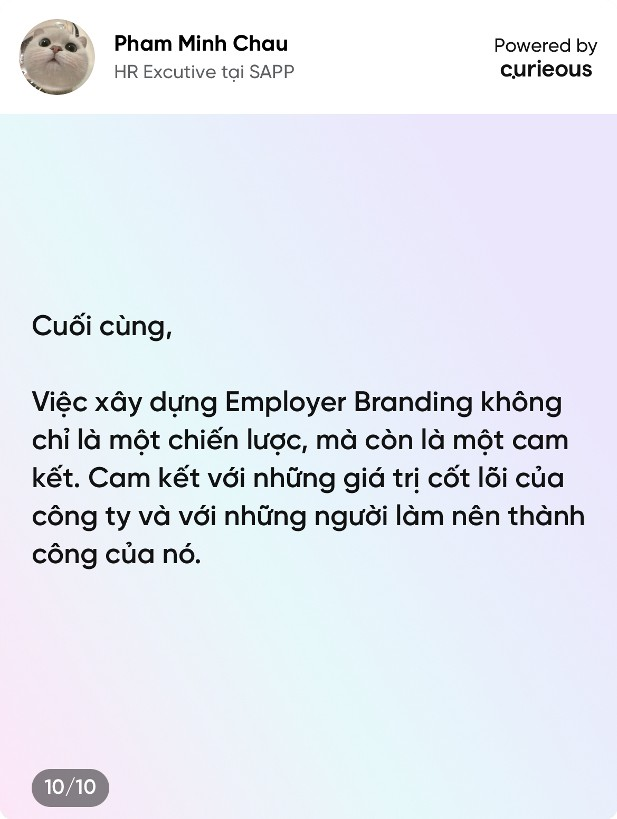 Pham Minh Chau
HR Excutive tại SAPP
Powered by
curieous
Cuối cùng,
Việc xây dựng Employer Branding không
chỉ là một chiến lược, mà còn là một cam
kết. Cam kết với những giá trị cốt lõi của
công ty và với những người làm nên thành
công của nó.
10/10